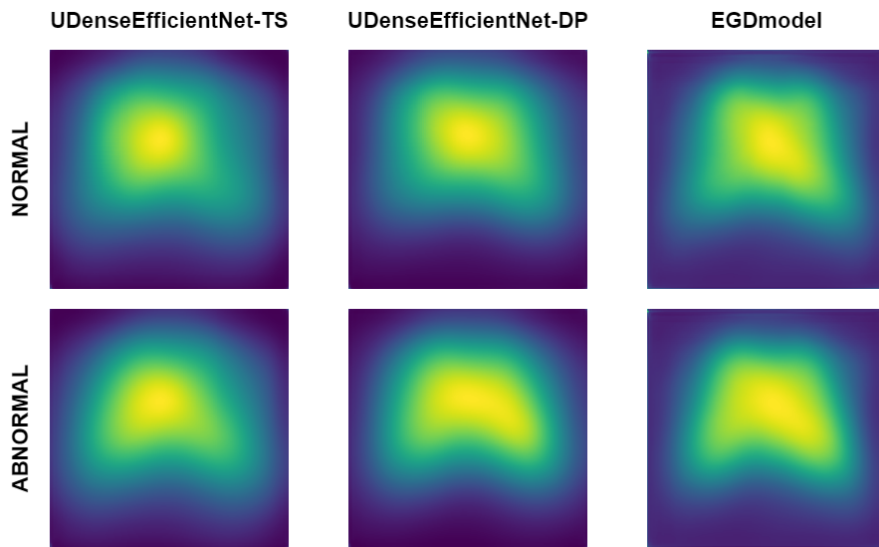 UDenseEfficientNet-TS UDenseEfficientNet-DP EGDmodel
NORMAL
ABNORMAL